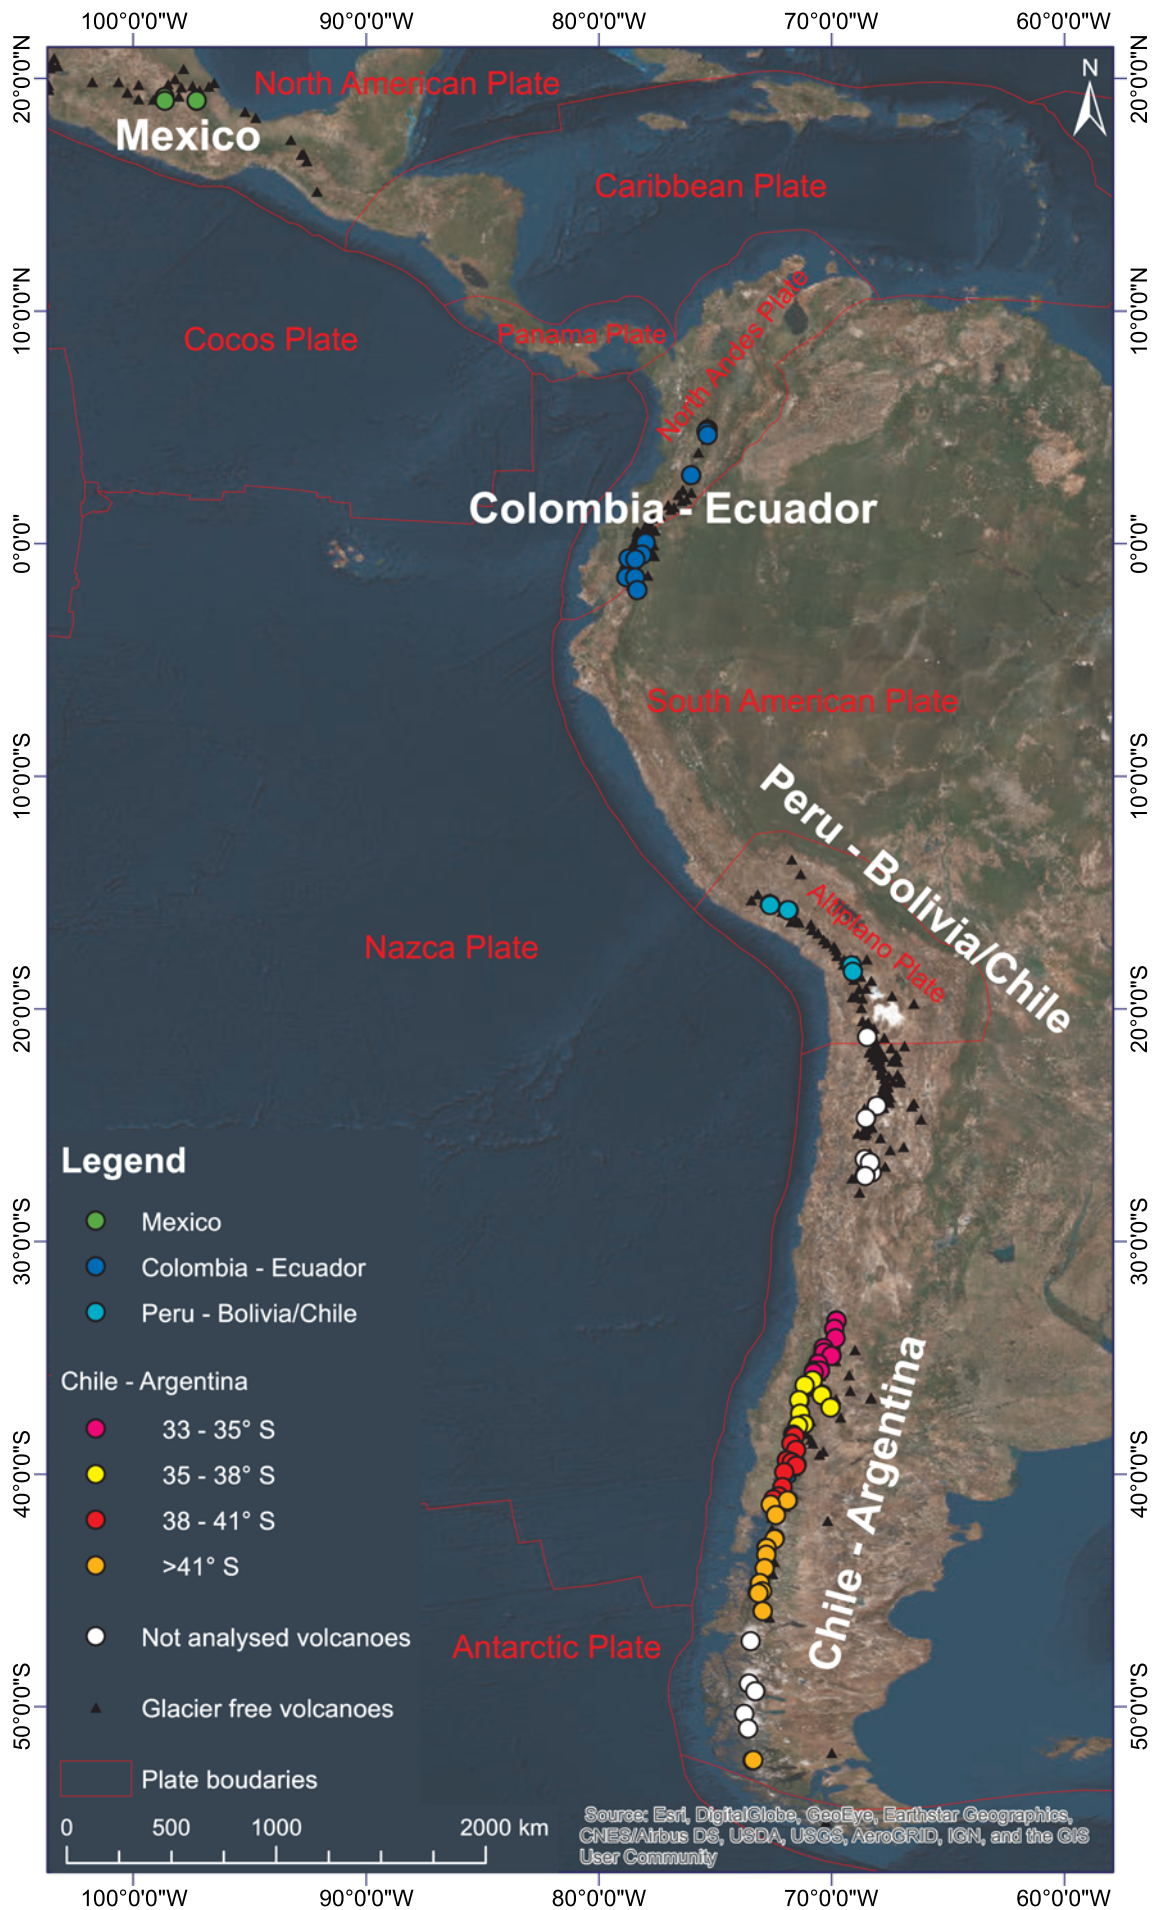 100°0'0"W 90°0'0"W 80°0'0"W 70°0'0"W 60°0'0"W
20°0'0"N
10°0'0"N
0°0'0"
10°0'0"S
20°0'0"S
30°0'0"S
40°0'0"S
50°0'0"S
N
North American Plate
Mexico
Caribbean Plate
Cocos Plate
Panama Plate
North Andes Plate
Colombia - Ecuador
South American Plate
Peru - Bolivia/Chile
Altiplano Plate
Nazca Plate
Chile - Argentina
Antarctic Plate
Legend
Mexico
Colombia - Ecuador
Peru - Bolivia/Chile
Chile - Argentina
33 - 35° S
35 - 38° S
38 - 41° S
>41° S
Not analysed volcanoes
Glacier free volcanoes
Plate boudaries
0 500 1000 2000 km
Source: Esri, DigitalGlobe, GeoEye, Earthstar Geographics,
CNES/Airbus DS, USDA, USGS, AeroGRID, IGN, and the GIS
User Community
20°0'0"N
10°0'0"N
0°0'0"
10°0'0"S
20°0'0"S
30°0'0"S
40°0'0"S
50°0'0"S
100°0'0"W 90°0'0"W 80°0'0"W 70°0'0"W 60°0'0"W